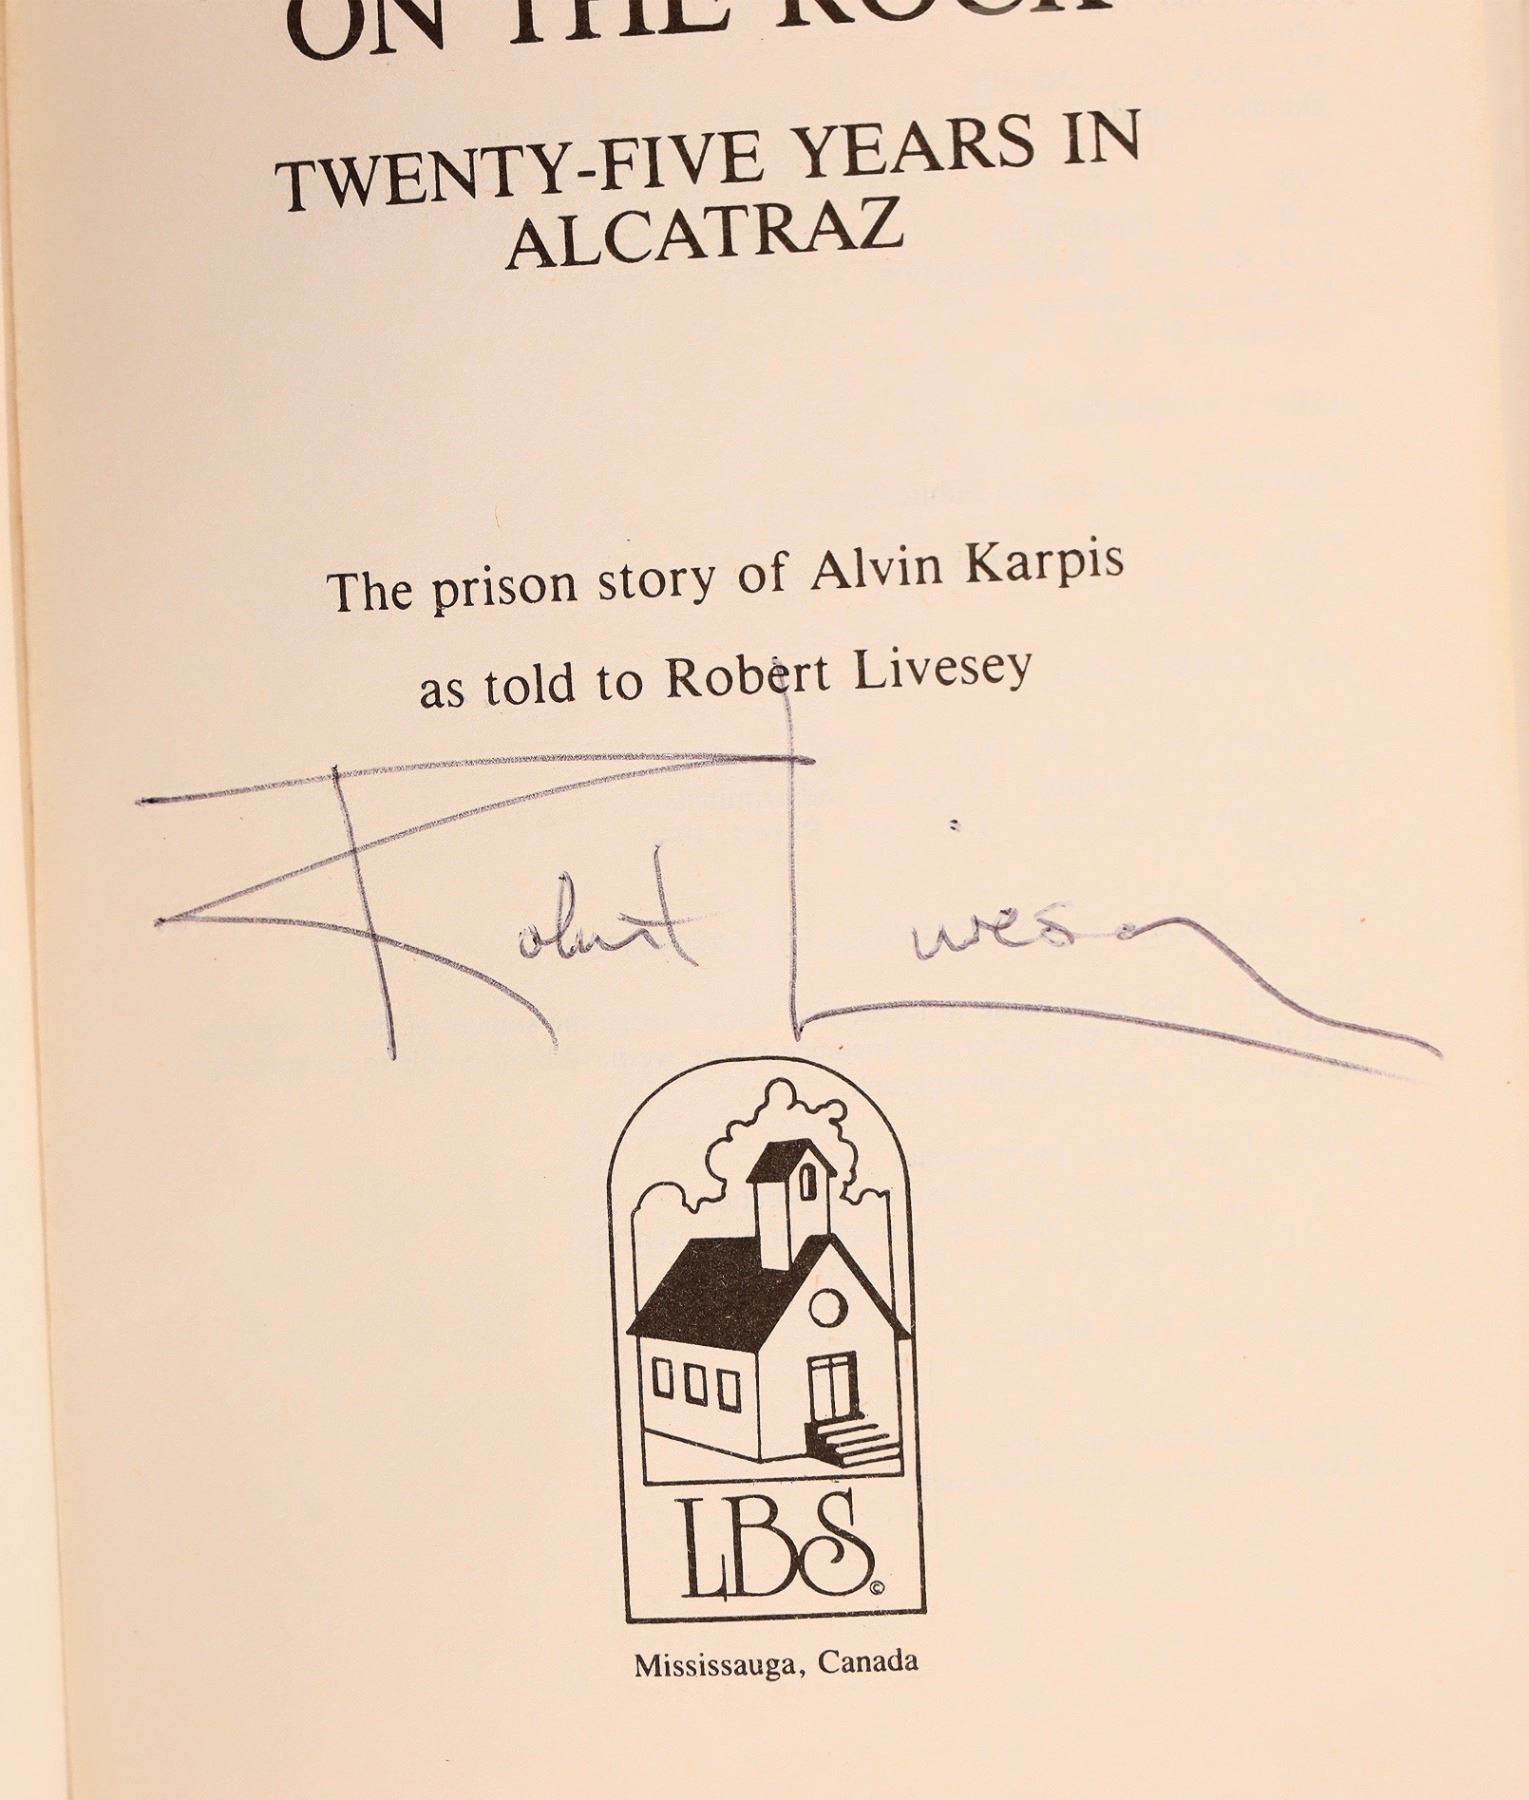 ON THE ROCK
TWENTY-FIVE YEARS IN
ALCATRAZ
The prison story of Alvin Karpis
as told to Robert Livesey
Robert Livesey
LBS©
Mississauga, Canada